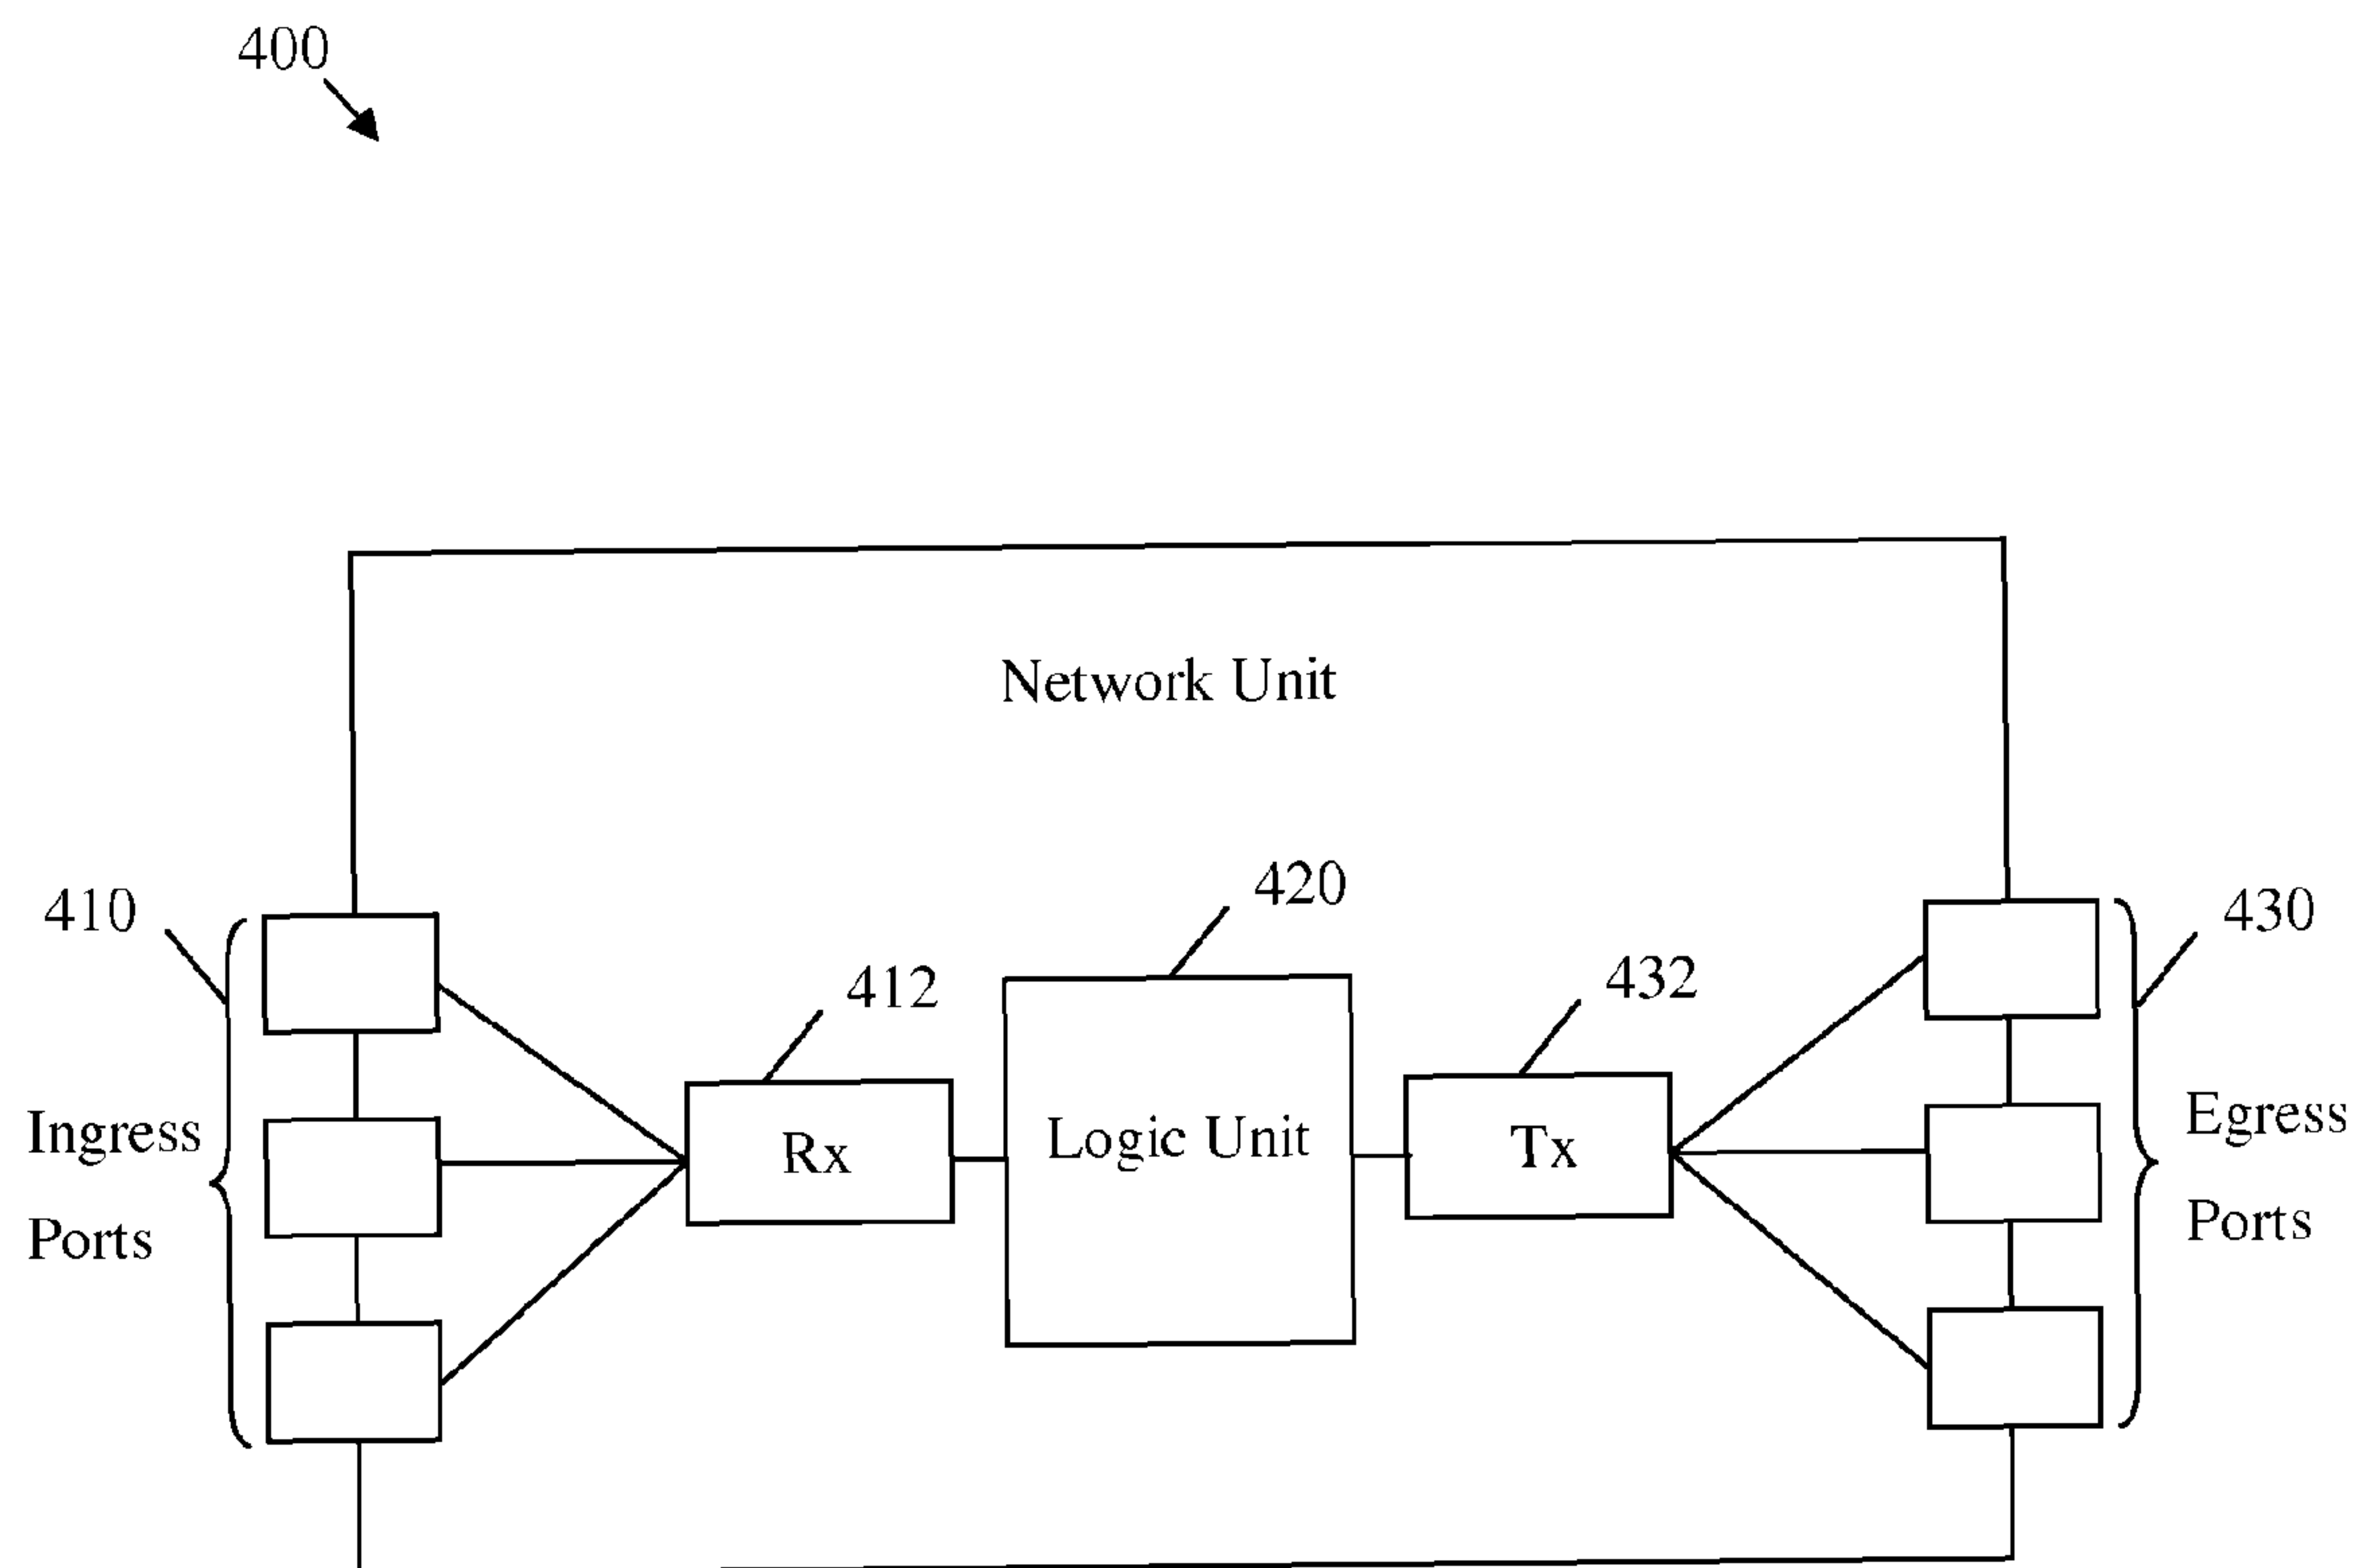 400
Network Unit
410
420
430
412
432
Ingress
Ports
Rx
Logic Unit
Tx
Egress
Ports